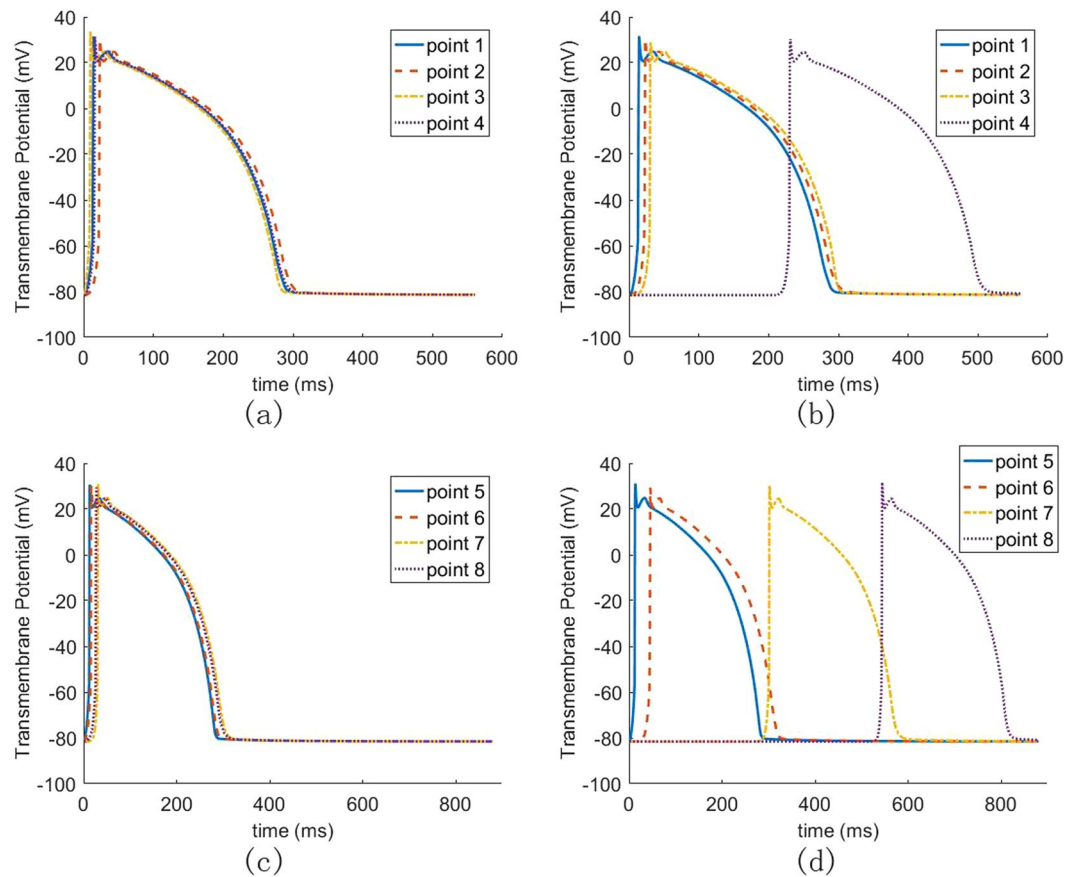 40
20
0
-20
-40
-60
-80
-100
0 100 200 300 400 500 600
Transmembrane Potential (mV)
time (ms)
point 1
point 2
point 3
point 4
(a)
40
20
0
-20
-40
-60
-80
-100
0 100 200 300 400 500 600
Transmembrane Potential (mV)
time (ms)
point 1
point 2
point 3
point 4
(b)
40
20
0
-20
-40
-60
-80
-100
0 200 400 600 800
Transmembrane Potential (mV)
time (ms)
point 5
point 6
point 7
point 8
(c)
40
20
0
-20
-40
-60
-80
-100
0 200 400 600 800
Transmembrane Potential (mV)
time (ms)
point 5
point 6
point 7
point 8
(d)